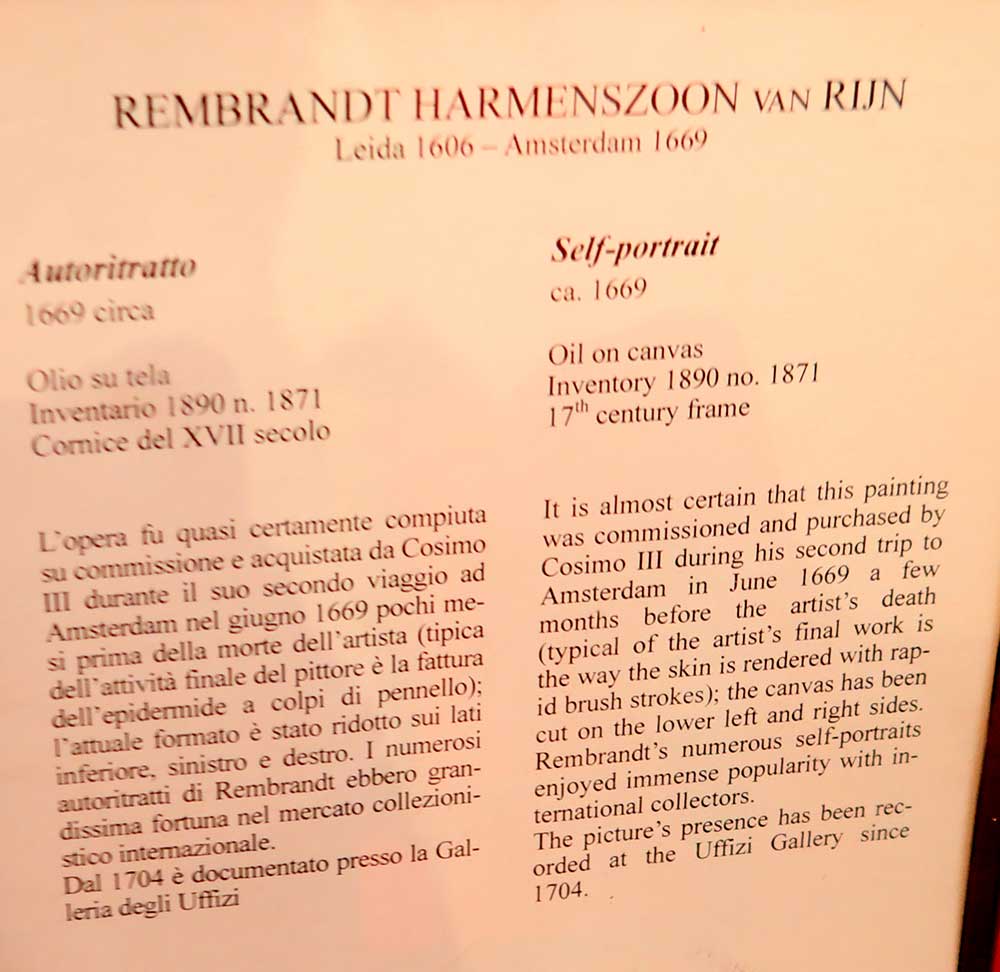 REMBRANDT HARMENSZOON VAN RIJN
Leida 1606 – Amsterdam 1669
Autoritratto
1669 circa
Olio su tela
Inventario 1890 n. 1871
Cornice del XVII secolo
L'opera fu quasi certamente compiuta
su commissione e acquistata da Cosimo
III durante il suo secondo viaggio ad
Amsterdam nel giugno 1669 pochi me-
si prima della morte dell'artista (tipica
dell'attività finale del pittore è la fattura
dell'epidermide a colpi di pennello);
l'attuale formato è stato ridotto sui lati
inferiore, sinistro e destro. I numerosi
autoritratti di Rembrandt ebbero gran-
dissima fortuna nel mercato collezioni-
stico internazionale.
Dal 1704 è documentato presso la Gal-
leria degli Uffizi
Self-portrait
ca. 1669
Oil on canvas
Inventory 1890 no. 1871
17th century frame
It is almost certain that this painting
was commissioned and purchased by
Cosimo III during his second trip to
Amsterdam in June 1669 a few
months before the artist's death
(typical of the artist's final work is
the way the skin is rendered with rap-
id brush strokes); the canvas has been
cut on the lower left and right sides.
Rembrandt's numerous self-portraits
enjoyed immense popularity with in-
ternational collectors.
The picture's presence has been rec-
orded at the Uffizi Gallery since
1704.